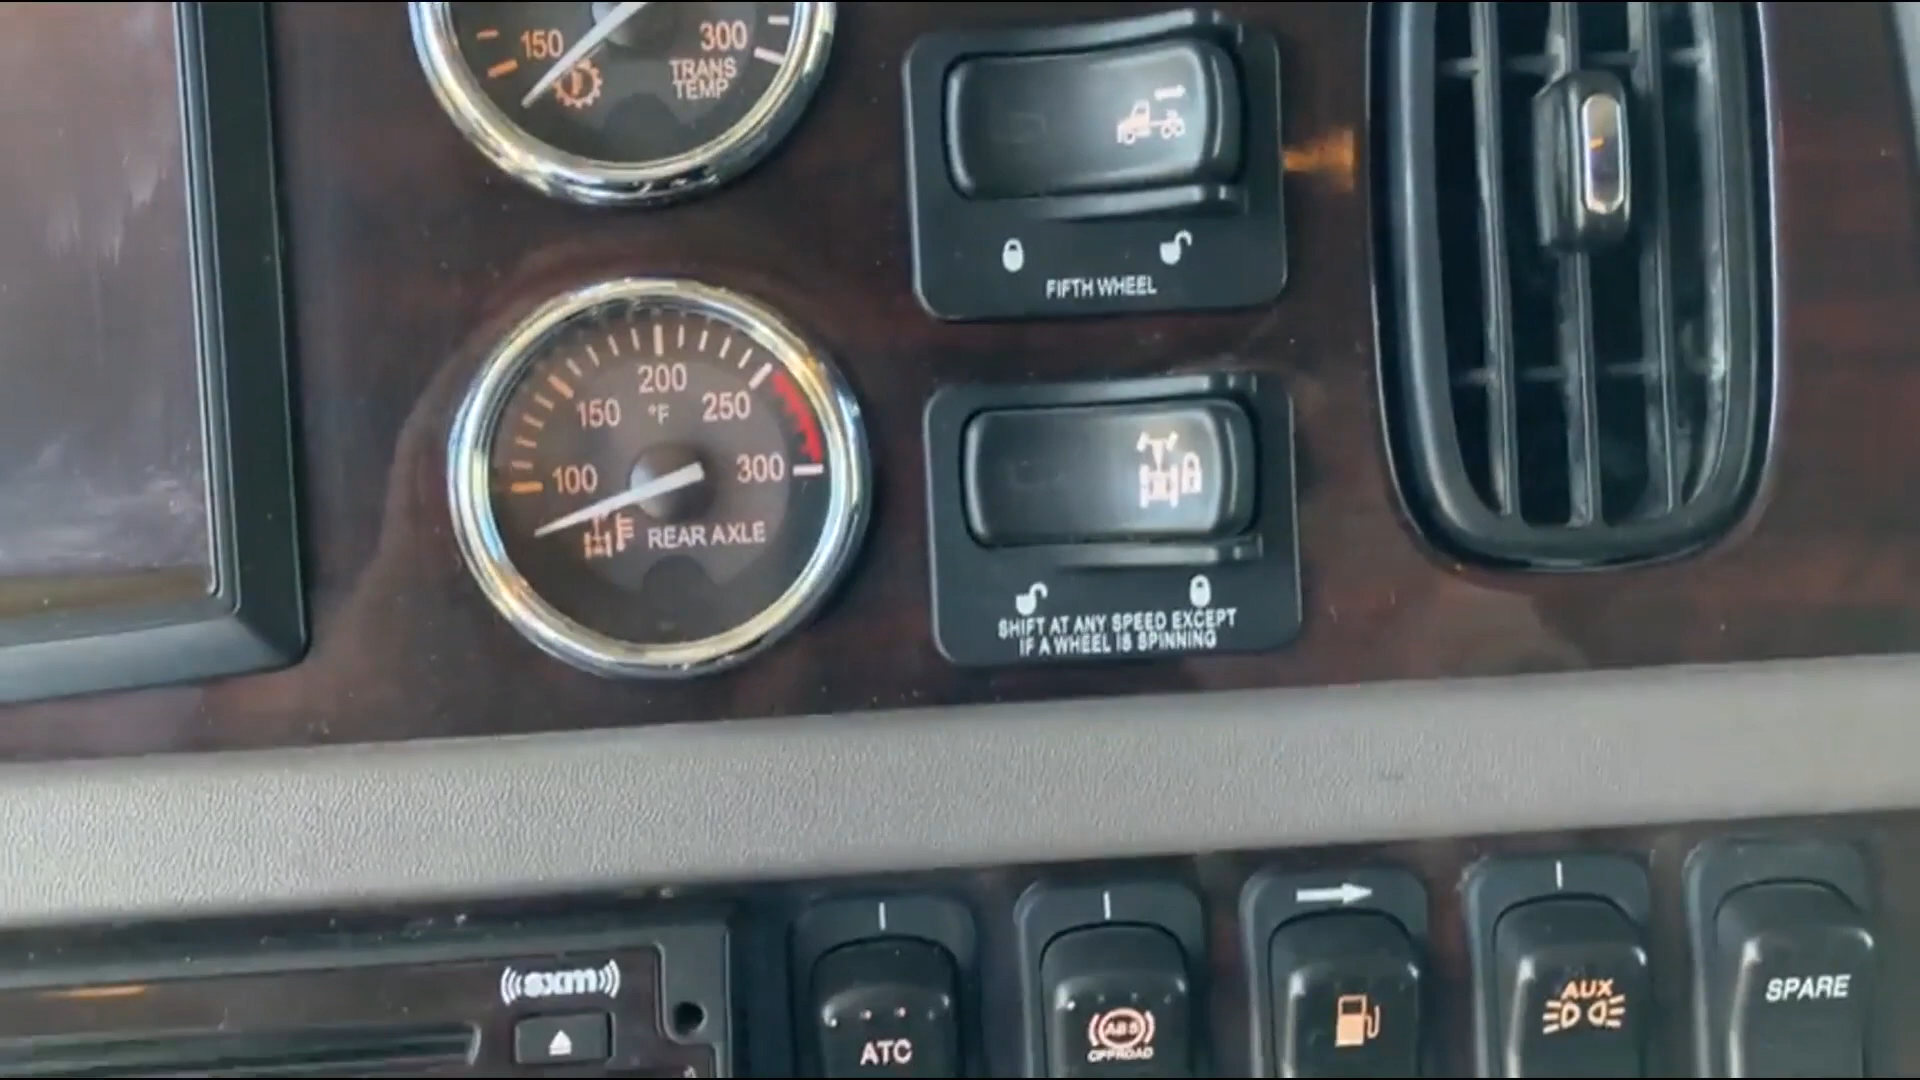 150
300
TRANS
TEMP
FIFTH WHEEL
200
150
°F
250
100
300
REAR AXLE
SHIFT AT ANY SPEED EXCEPT
IF A WHEEL IS SPINNING
((sxm))
ATC
ABS
OFFROAD
AUX
SPARE